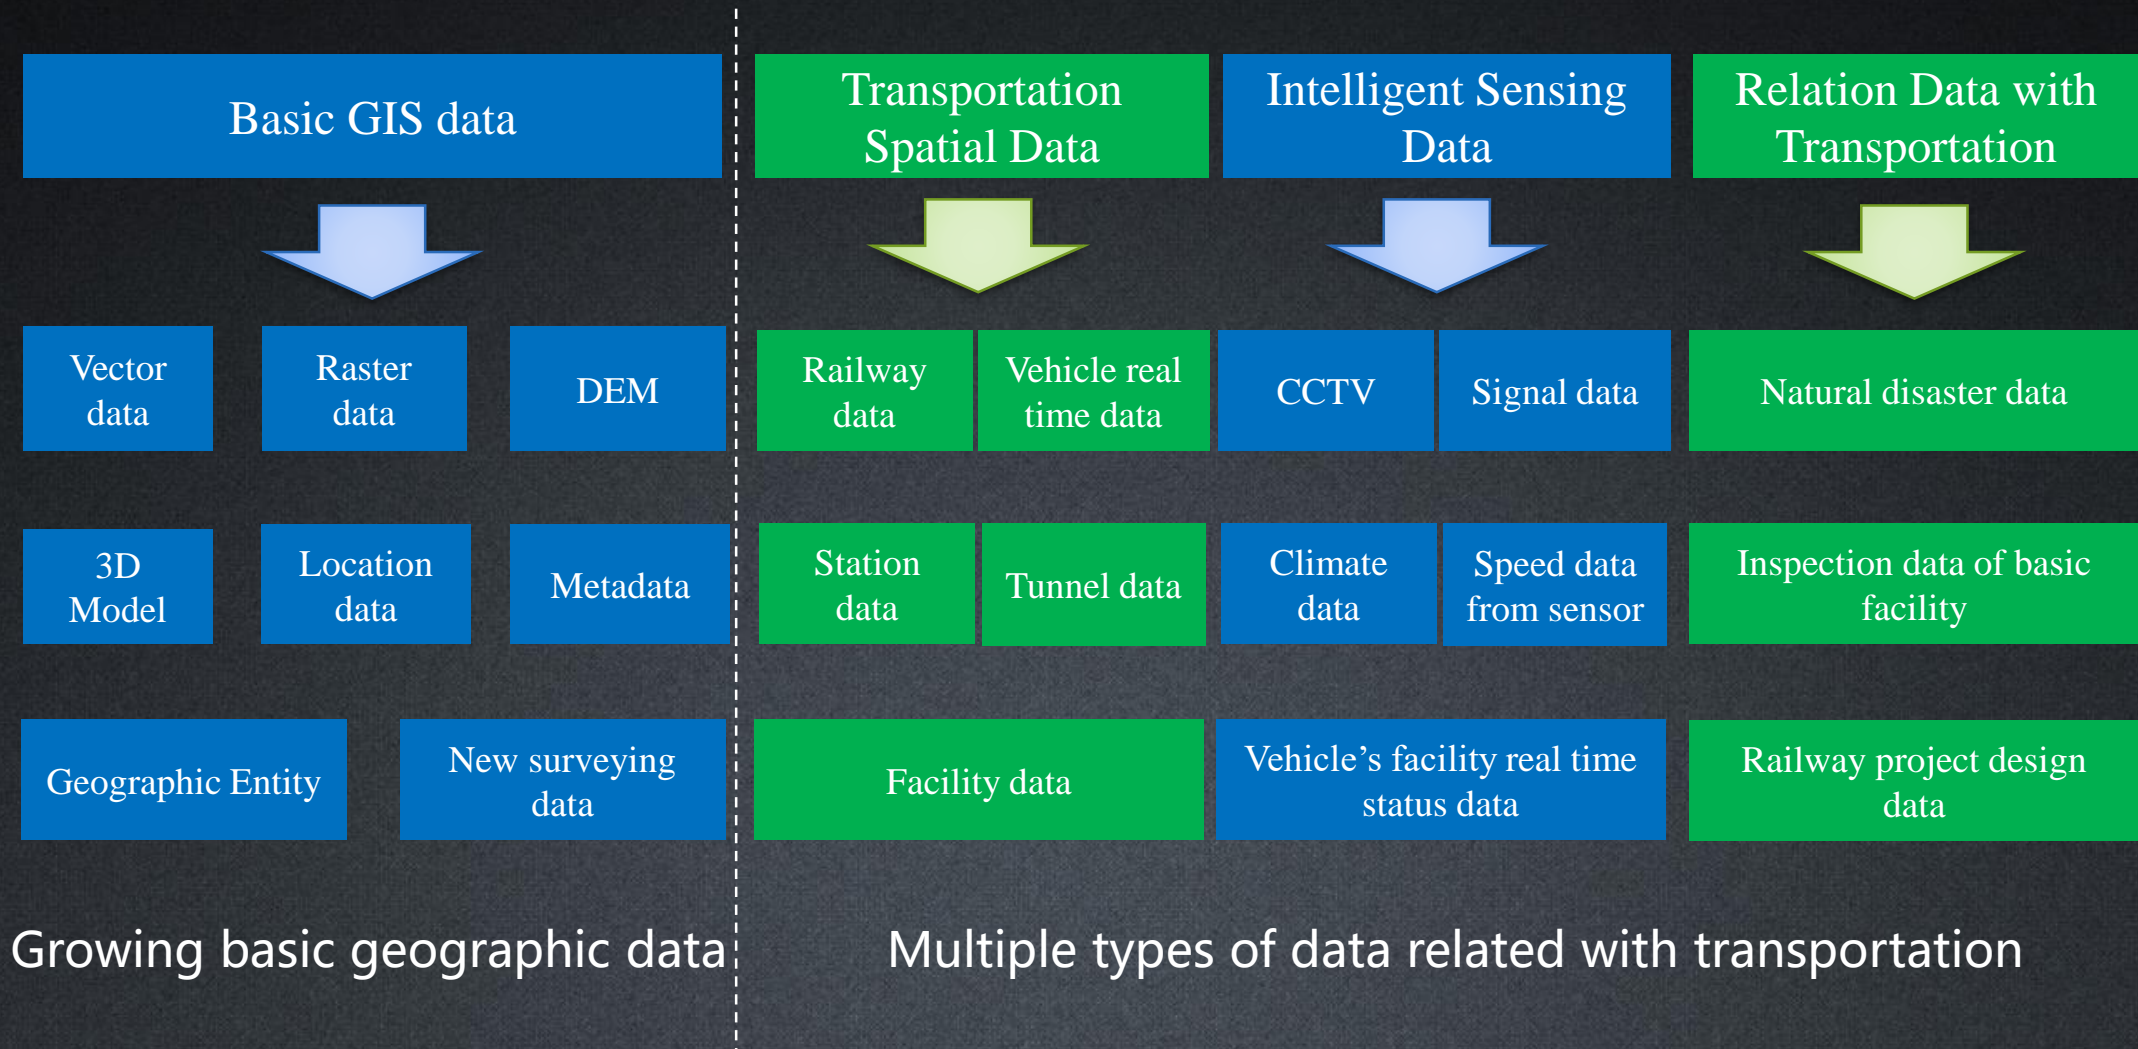 Basic GIS data
Transportation
Spatial Data
Intelligent Sensing
Data
Relation Data with
Transportation
Vector
data
Raster
data
DEM
Railway
data
Vehicle real
time data
CCTV
Signal data
Natural disaster data
3D
Model
Location
data
Metadata
Station
data
Tunnel data
Climate
data
Speed data
from sensor
Inspection data of basic
facility
Geographic Entity
New surveying
data
Facility data
Vehicle’s facility real time
status data
Railway project design
data
Growing basic geographic data
Multiple types of data related with transportation